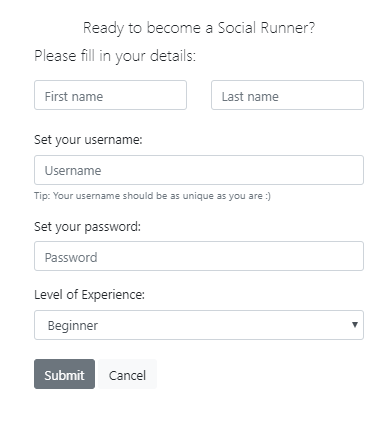 Ready to become a Social Runner?
Please fill in your details:
First name Last name
Set your username:
Username
Tip: Your username should be as unique as you are :)
Set your password:
Password
Level of Experience:
Beginner
Submit Cancel